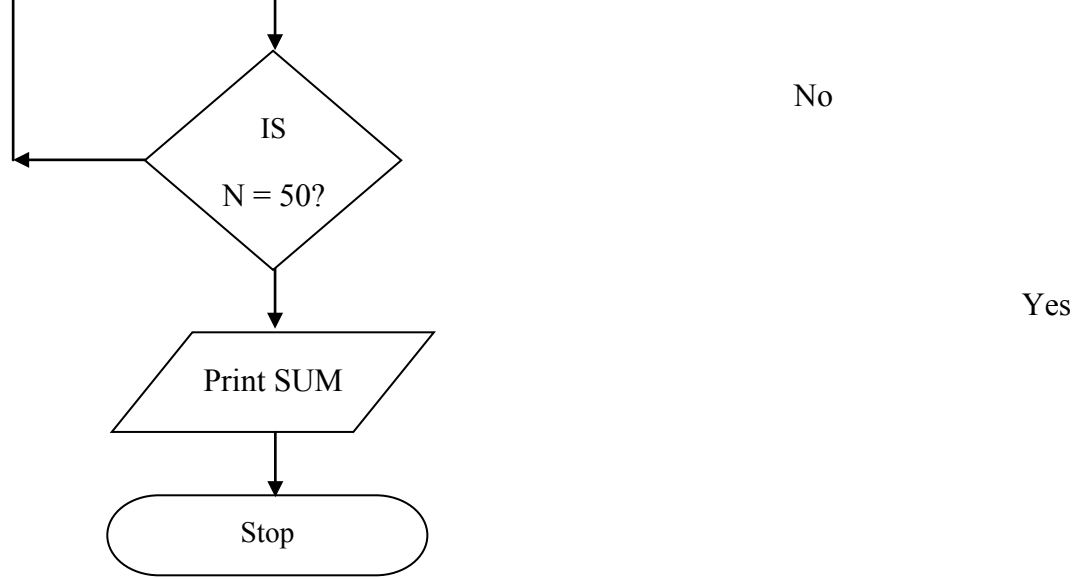 No
IS
N = 50?
Yes
Print SUM
Stop